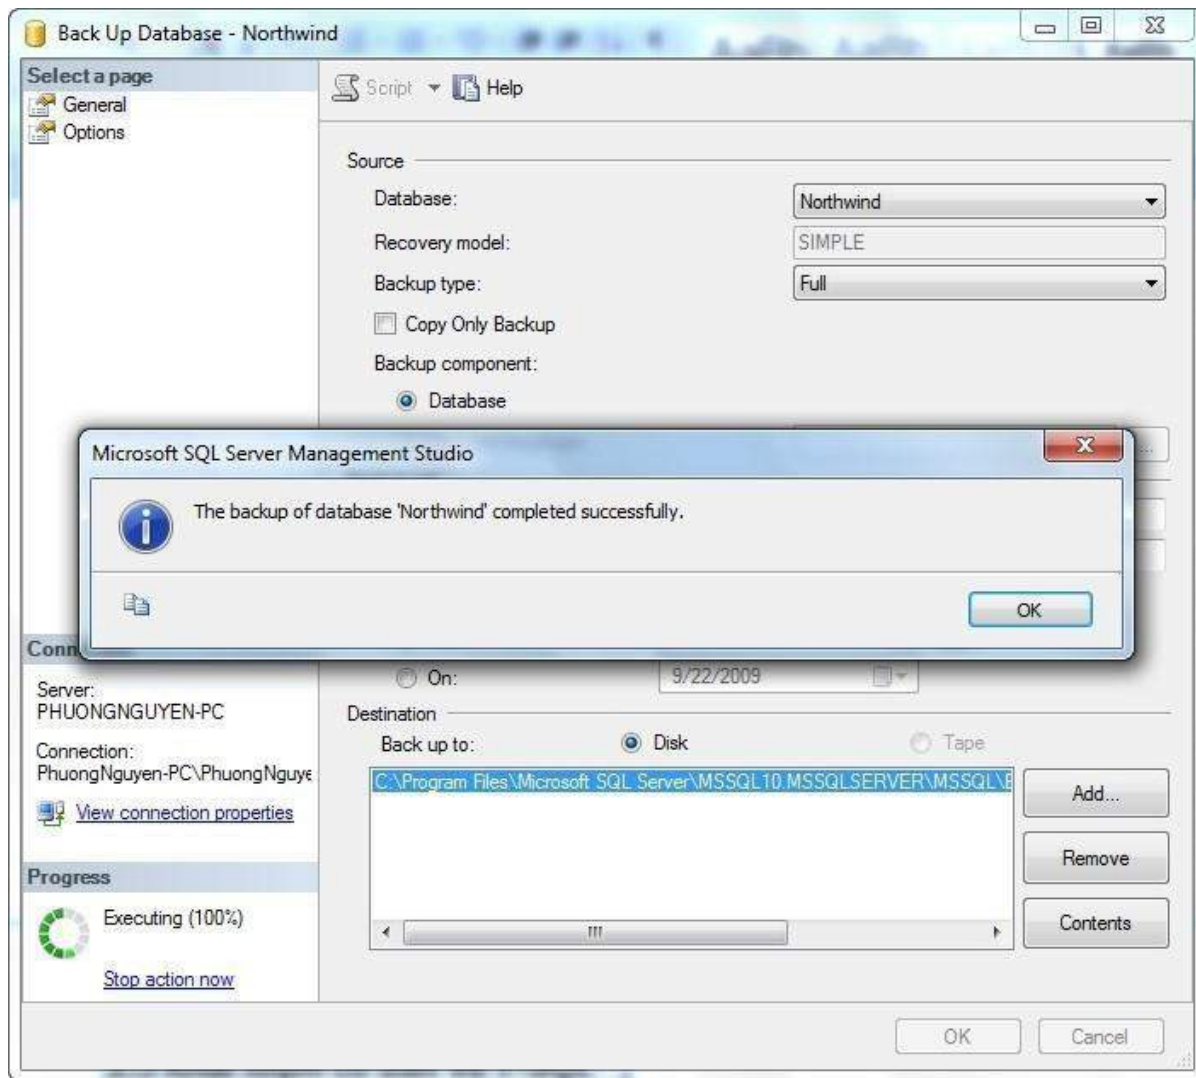 Back Up Database - Northwind
Select a page
General
Options
Script
Help
Source
Database:
Northwind
Recovery model:
SIMPLE
Backup type:
Full
Copy Only Backup
Backup component:
Database
Microsoft SQL Server Management Studio
The backup of database 'Northwind' completed successfully.
OK
On:
9/22/2009
Server:
PHUONGNGUYEN-PC
Connection:
PhuongNguyen-PC\PhuongNguye
View connection properties
Progress
Executing (100%)
Stop action now
Destination
Back up to:
Disk
Tape
C:\Program Files\Microsoft SQL Server\MSSQL10.MSSQLSERVER\MSSQL\
Add...
Remove
Contents
OK
Cancel